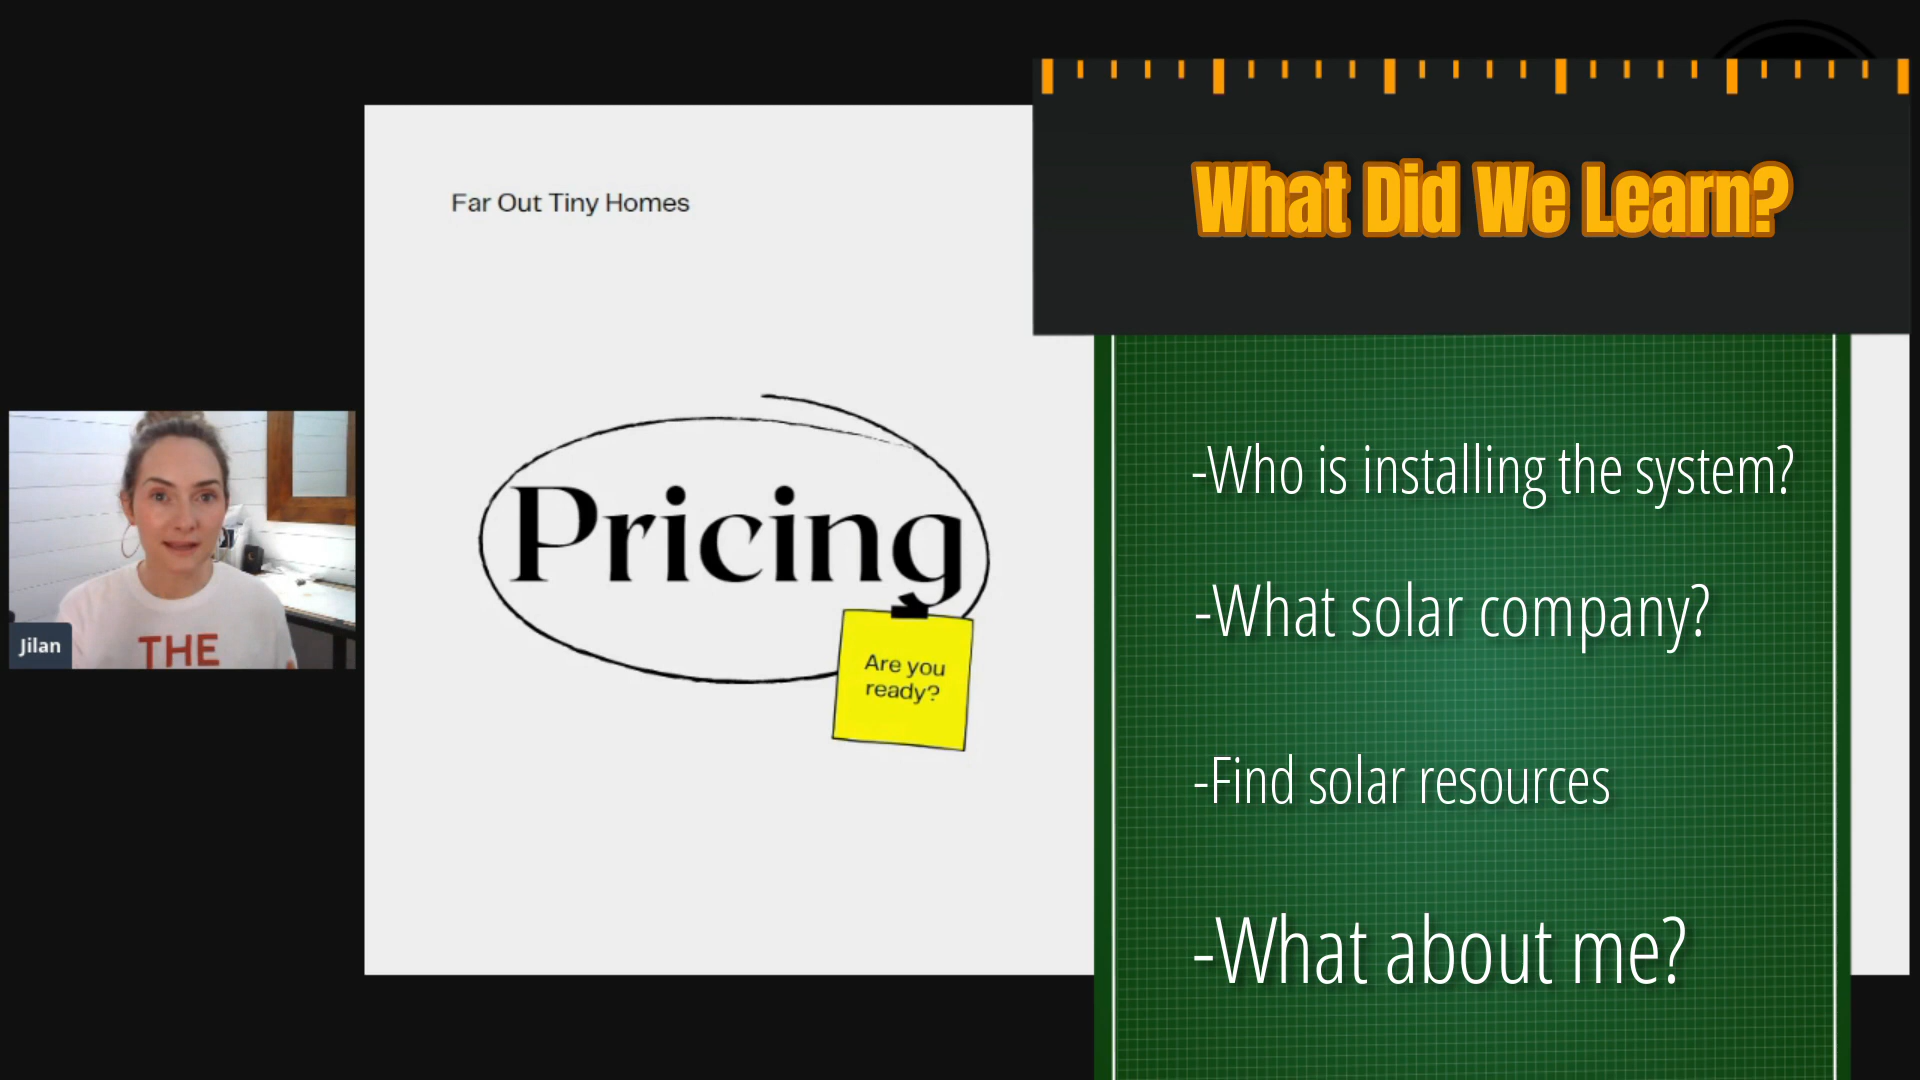 Far Out Tiny Homes
Pricing
Are you
ready?
Jilan
THE
What Did We Learn?
-Who is installing the system?
-What solar company?
-Find solar resources
-What about me?